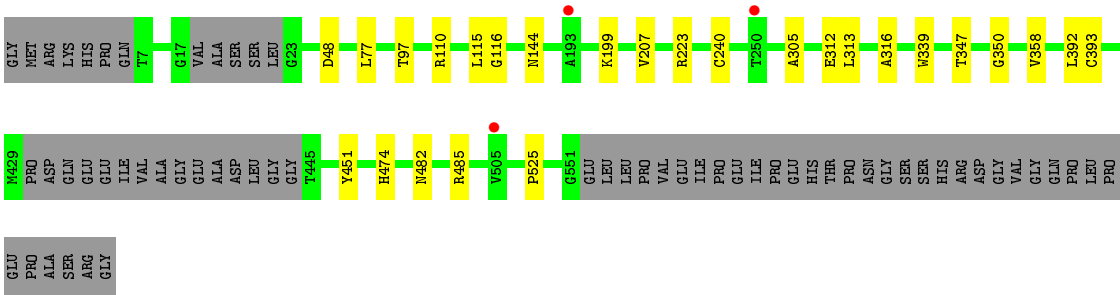 GLY MET ARG LYS HIS PRO GLN T7 G17 VAL ALA SER SER LEU G23 D48 L77 T97 R110 L115 G116 N144 A193 K199 V207 R223 C240 T250 A305 E312 L313 A316 W339 T347 G350 V358 L392 C393
M429 PRO ASP GLN GLU GLU ILE VAL ALA GLY GLU ALA ASP LEU GLY GLY T445 Y451 H474 N482 R485 V505 P525 G551 GLU LEU LEU PRO VAL GLU ILE PRO GLU ILE PRO GLU HIS THR PRO ASN GLY SER SER HIS ARG ASP GLY VAL GLY GLN PRO LEU PRO
GLU PRO ALA SER ARG GLY